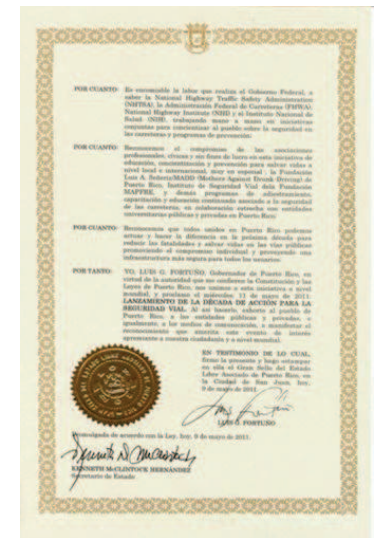 POR CUANTO: Es encomiable la labor que realiza el Gobierno Federal, a
saber la National Highway Traffic Safety Administration
(NHTSA), la Administración Federal de Carreteras (FHWA),
National Highway Institute (NHI) y el Instituto Nacional de
Salud (NIH), trabajando mano a mano en iniciativas
conjuntas para concientizar al pueblo sobre la seguridad en
las carreteras y programas de prevención.
POR CUANTO: Reconocemos el compromiso de las asociaciones
profesionales, cívicas y sin fines de lucro en esta iniciativa de
educación, concientización y prevención para salvar vidas a
nivel local e internacional, muy en especial : la Fundación
Luis A. Señeriz/MADD (Mothers Against Drunk Driving) de
Puerto Rico, Instituto de Seguridad Vial dela Fundación
MAPFRE, y demás programas de adiestramiento,
capacitación y educación continuada asociado a la seguridad
de las carreteras, en colaboración estrecha con entidades
universitarias públicas y privadas en Puerto Rico.
POR CUANTO: Reconocemos que todos unidos en Puerto Rico podemos
actuar y hacer la diferencia en la próxima década para
reducir las fatalidades y salvar vidas en las vías públicas
promoviendo el compromiso individual y proveyendo una
infraestructura más segura para todos los usuarios.
POR TANTO: YO, LUIS G. FORTUÑO, Gobernador de Puerto Rico, en
virtud de la autoridad que me confiere la Constitución y las
Leyes de Puerto Rico, nos unimos a esta iniciativa a nivel
mundial, y proclamo el miércoles, 11 de mayo de 2011,
LANZAMIENTO DE LA DÉCADA DE ACCIÓN PARA LA
SEGURIDAD VIAL. Al así hacerlo, exhorto al pueblo de
Puerto Rico, a las entidades públicas y privadas, e
igualmente, a los medios de comunicación, a manifestar el
reconocimiento que amerita este evento de interés
apremiante a nuestra ciudadanía y a nivel mundial.
EN TESTIMONIO DE LO CUAL,
firmo la presente y hago estampar
en ella el Gran Sello del Estado
Libre Asociado de Puerto Rico, en
la Ciudad de San Juan, hoy,
9 de mayo de 2011.
LUIS G. FORTUÑO
Promulgada de acuerdo con la Ley, hoy, 9 de mayo de 2011.
KENNETH McCLINTOCK HERNÁNDEZ
Secretario de Estado